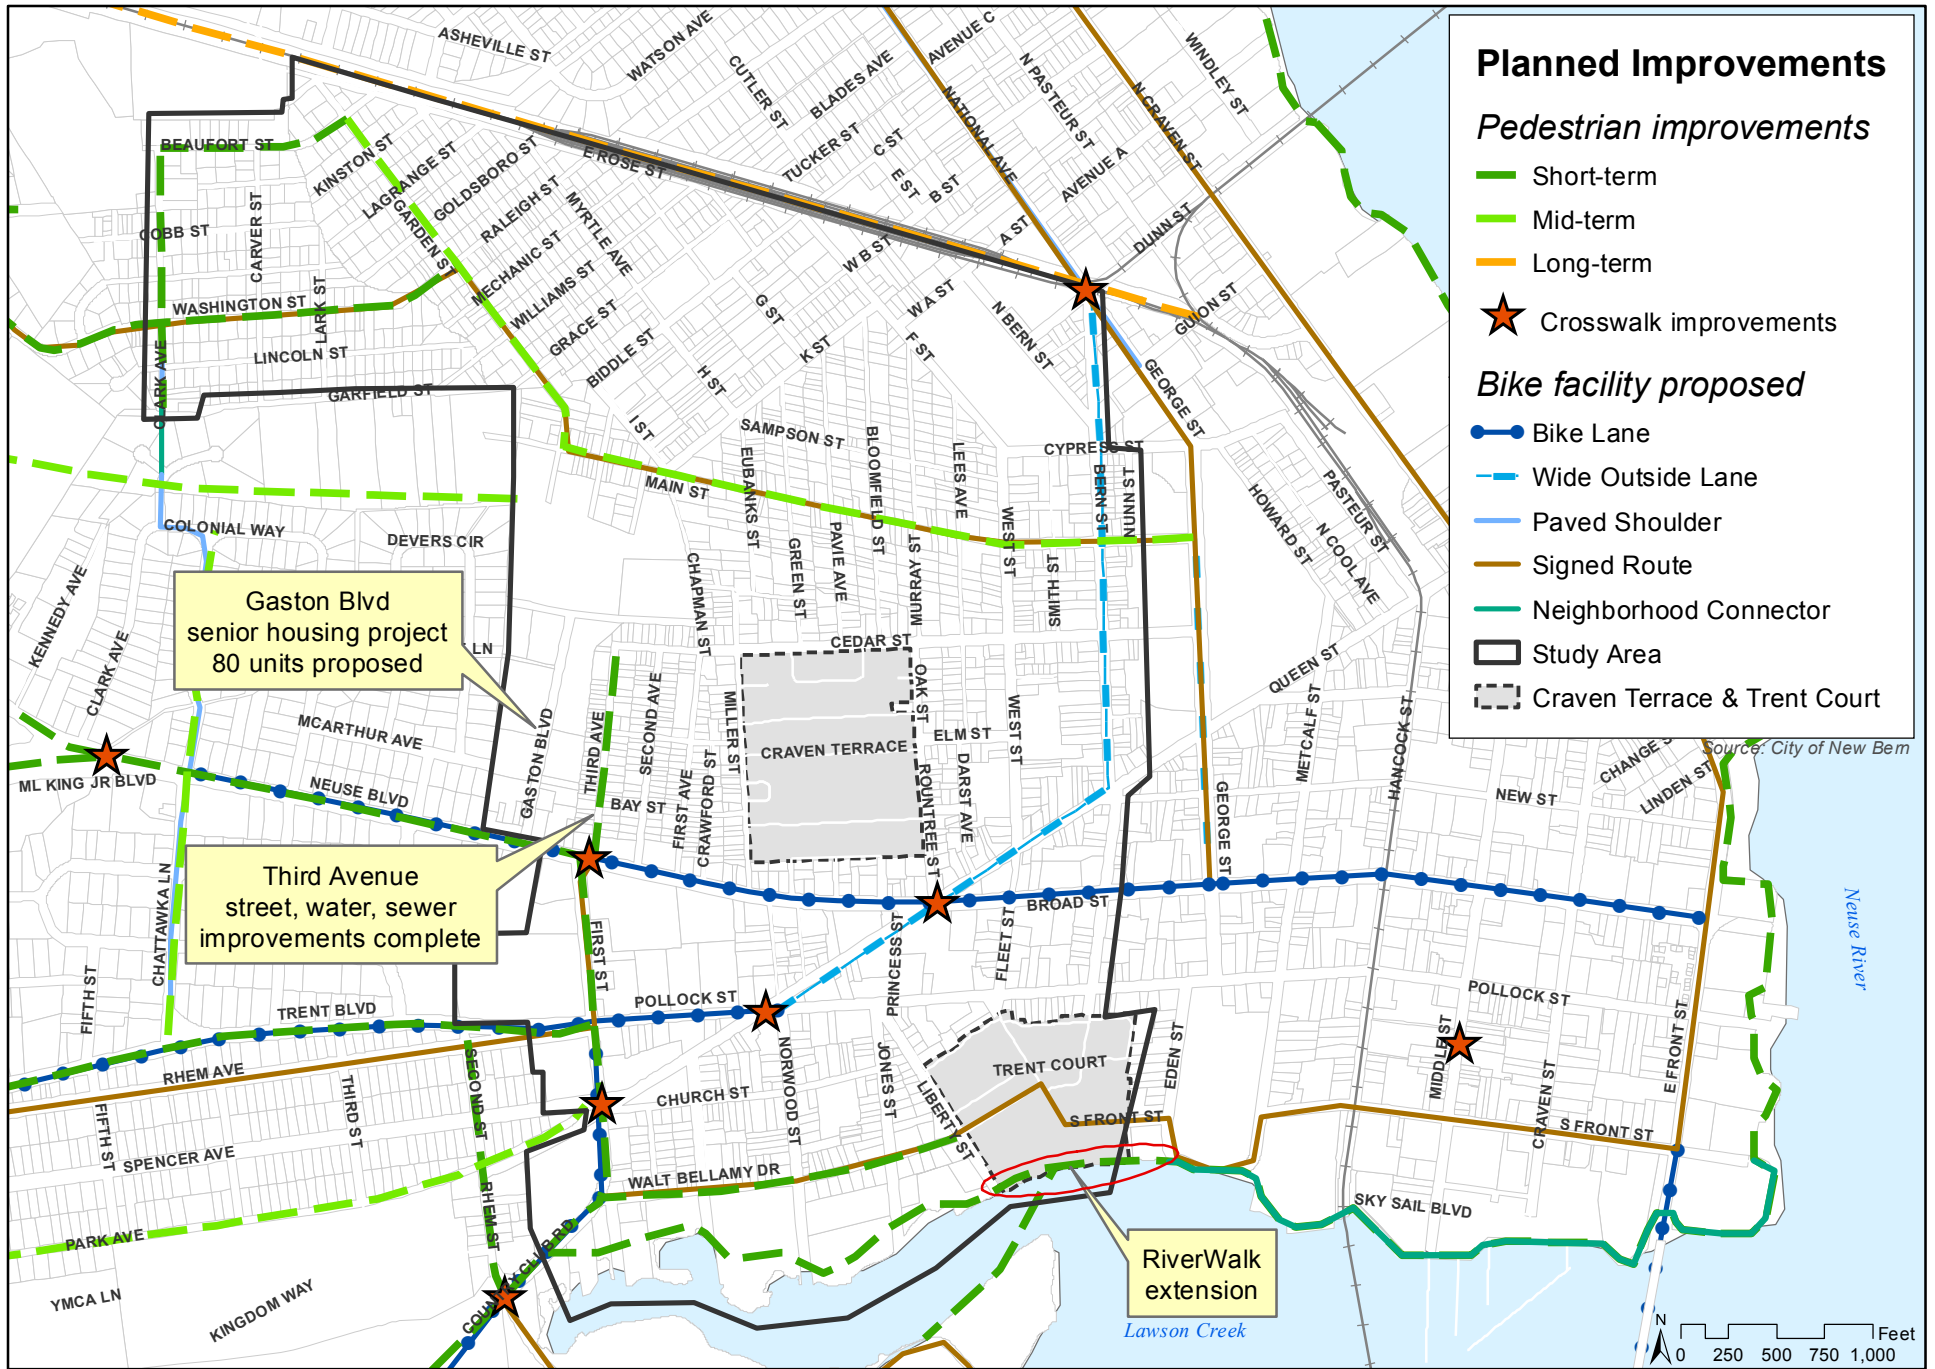 Planned Improvements
Pedestrian improvements
Short-term
Mid-term
Long-term
Crosswalk improvements
Bike facility proposed
Bike Lane
Wide Outside Lane
Paved Shoulder
Signed Route
Neighborhood Connector
Study Area
Craven Terrace & Trent Court
Source: City of New Bern
ASHEVILLE ST
WATSON AVE
CUTLER ST
BLADES AVE
AVENUE C
N PASTEUR ST
WINDLEY ST
NATIONAL AVE
N CRAVEN ST
TUCKER ST
C ST
E ST
B ST
AVENUE A
A ST
DUNN ST
BEAUFORT ST
KINSTON ST
LAGRANGE ST
GOLDSBORO ST
GARDEN ST
RALEIGH ST
E ROSE ST
MYRTLE AVE
MECHANIC ST
WILLIAMS ST
GRACE ST
BIDDLE ST
COBB ST
CARVER ST
WASHINGTON ST
LARK ST
LINCOLN ST
CLARK AVE
GARFIELD ST
W B ST
W A ST
G ST
K ST
F ST
H ST
I ST
N BERN ST
GUION ST
GEORGE ST
SAMPSON ST
EUBANKS ST
BLOOMFIELD ST
LEES AVE
CYPRESS ST
BERN ST
NUNN ST
HOWARD ST
PASTEUR ST
N COOL AVE
MAIN ST
GREEN ST
PAVIE AVE
MURRAY ST
WEST ST
SMITH ST
CHAPMAN ST
COLONIAL WAY
DEVERS CIR
KENNEDY AVE
CLARK AVE
Gaston Blvd
senior housing project
80 units proposed
LN
CEDAR ST
QUEEN ST
MCARTHUR AVE
GASTON BLVD
THIRD AVE
SECOND AVE
MILLER ST
OAK ST
ELM ST
WEST ST
METCALF ST
HANCOCK ST
CRAVEN TERRACE
ROUNTREE ST
DARST AVE
ML KING JR BLVD
NEUSE BLVD
BAY ST
FIRST AVE
CRAWFORD ST
GEORGE ST
NEW ST
CHANGE S
LINDEN ST
Third Avenue
street, water, sewer
improvements complete
CHATTAWKA LN
BROAD ST
FIFTH ST
FIRST ST
PRINCESS ST
FLEET ST
Neuse River
TRENT BLVD
POLLOCK ST
POLLOCK ST
E FRONT ST
RHEM AVE
SECOND ST
THIRD ST
FIFTH ST
SPENCER AVE
CHURCH ST
NORWOOD ST
JONES ST
LIBERTY ST
TRENT COURT
EDEN ST
S FRONT ST
MIDDLE ST
CRAVEN ST
S FRONT ST
WALT BELLAMY DR
RHEM ST
PARK AVE
SKY SAIL BLVD
COUNTRY CLUB RD
YMCA LN
KINGDOM WAY
RiverWalk
extension
Lawson Creek
N
0 250 500 750 1,000 Feet